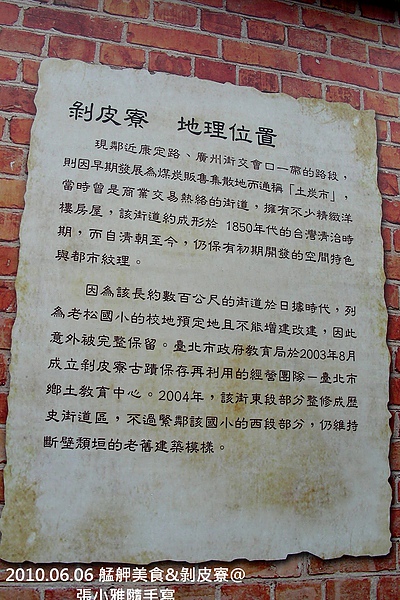 剝皮寮　地理位置
現鄰近康定路、廣州街交會口一帶的路段，
則因早期發展為煤炭販售集散地而通稱「土炭市」，
當時曾是商業交易熱絡的街道，擁有不少精緻洋
樓房屋，該街道約成形於 1850年代的台灣清治時
期，而自清朝至今，仍保有初期開發的空間特色
與都市紋理。
因為該長約數百公尺的街道於日據時代，列
為老松國小的校地預定地且不能增建改建，因此
意外被完整保留。臺北市政府教育局於2003年8月
成立剝皮寮古蹟保存再利用的經營團隊－臺北市
鄉土教育中心。2004年，該街東段部分整修成歷
史街道區，不過緊鄰該國小的西段部分，仍維持
斷壁頹垣的老舊建築模樣。
2010.06.06 艋舺美食&剝皮寮@
張小雅隨手寫